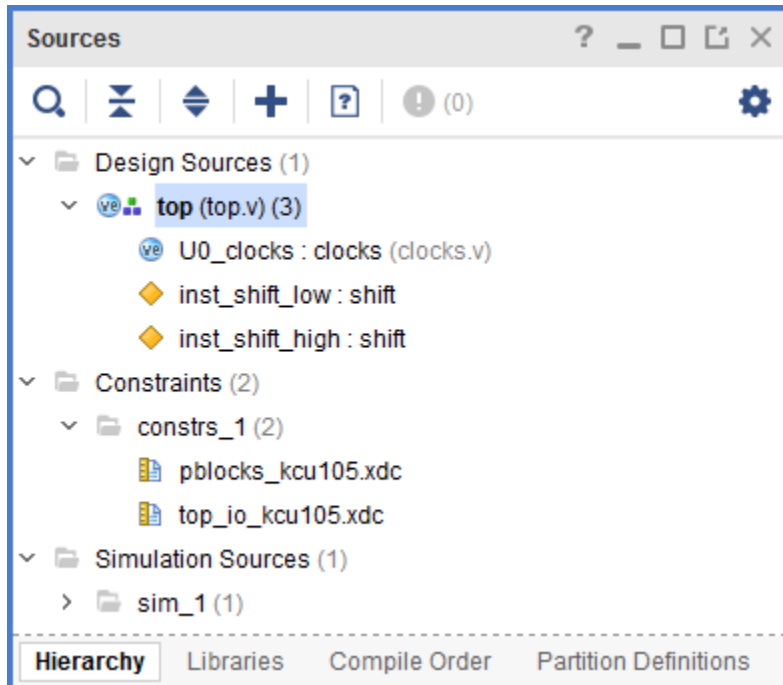 Sources
(0)
Design Sources (1)
top (top.v) (3)
U0_clocks : clocks (clocks.v)
inst_shift_low : shift
inst_shift_high : shift
Constraints (2)
constrs_1 (2)
pblocks_kcu105.xdc
top_io_kcu105.xdc
Simulation Sources (1)
sim_1 (1)
Hierarchy Libraries Compile Order Partition Definitions